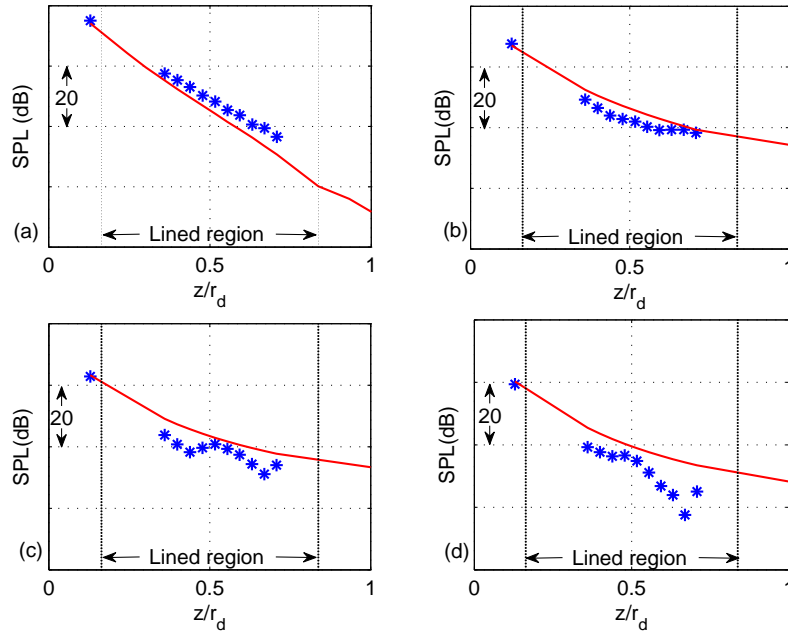 SPL (dB)
20
(a)
Lined region
0 0.5 1
z/r_d
SPL(dB)
20
(b)
Lined region
0 0.5 1
z/r_d
SPL(dB)
20
(c)
Lined region
0 0.5 1
z/r_d
SPL(dB)
20
(d)
Lined region
0 0.5 1
z/r_d